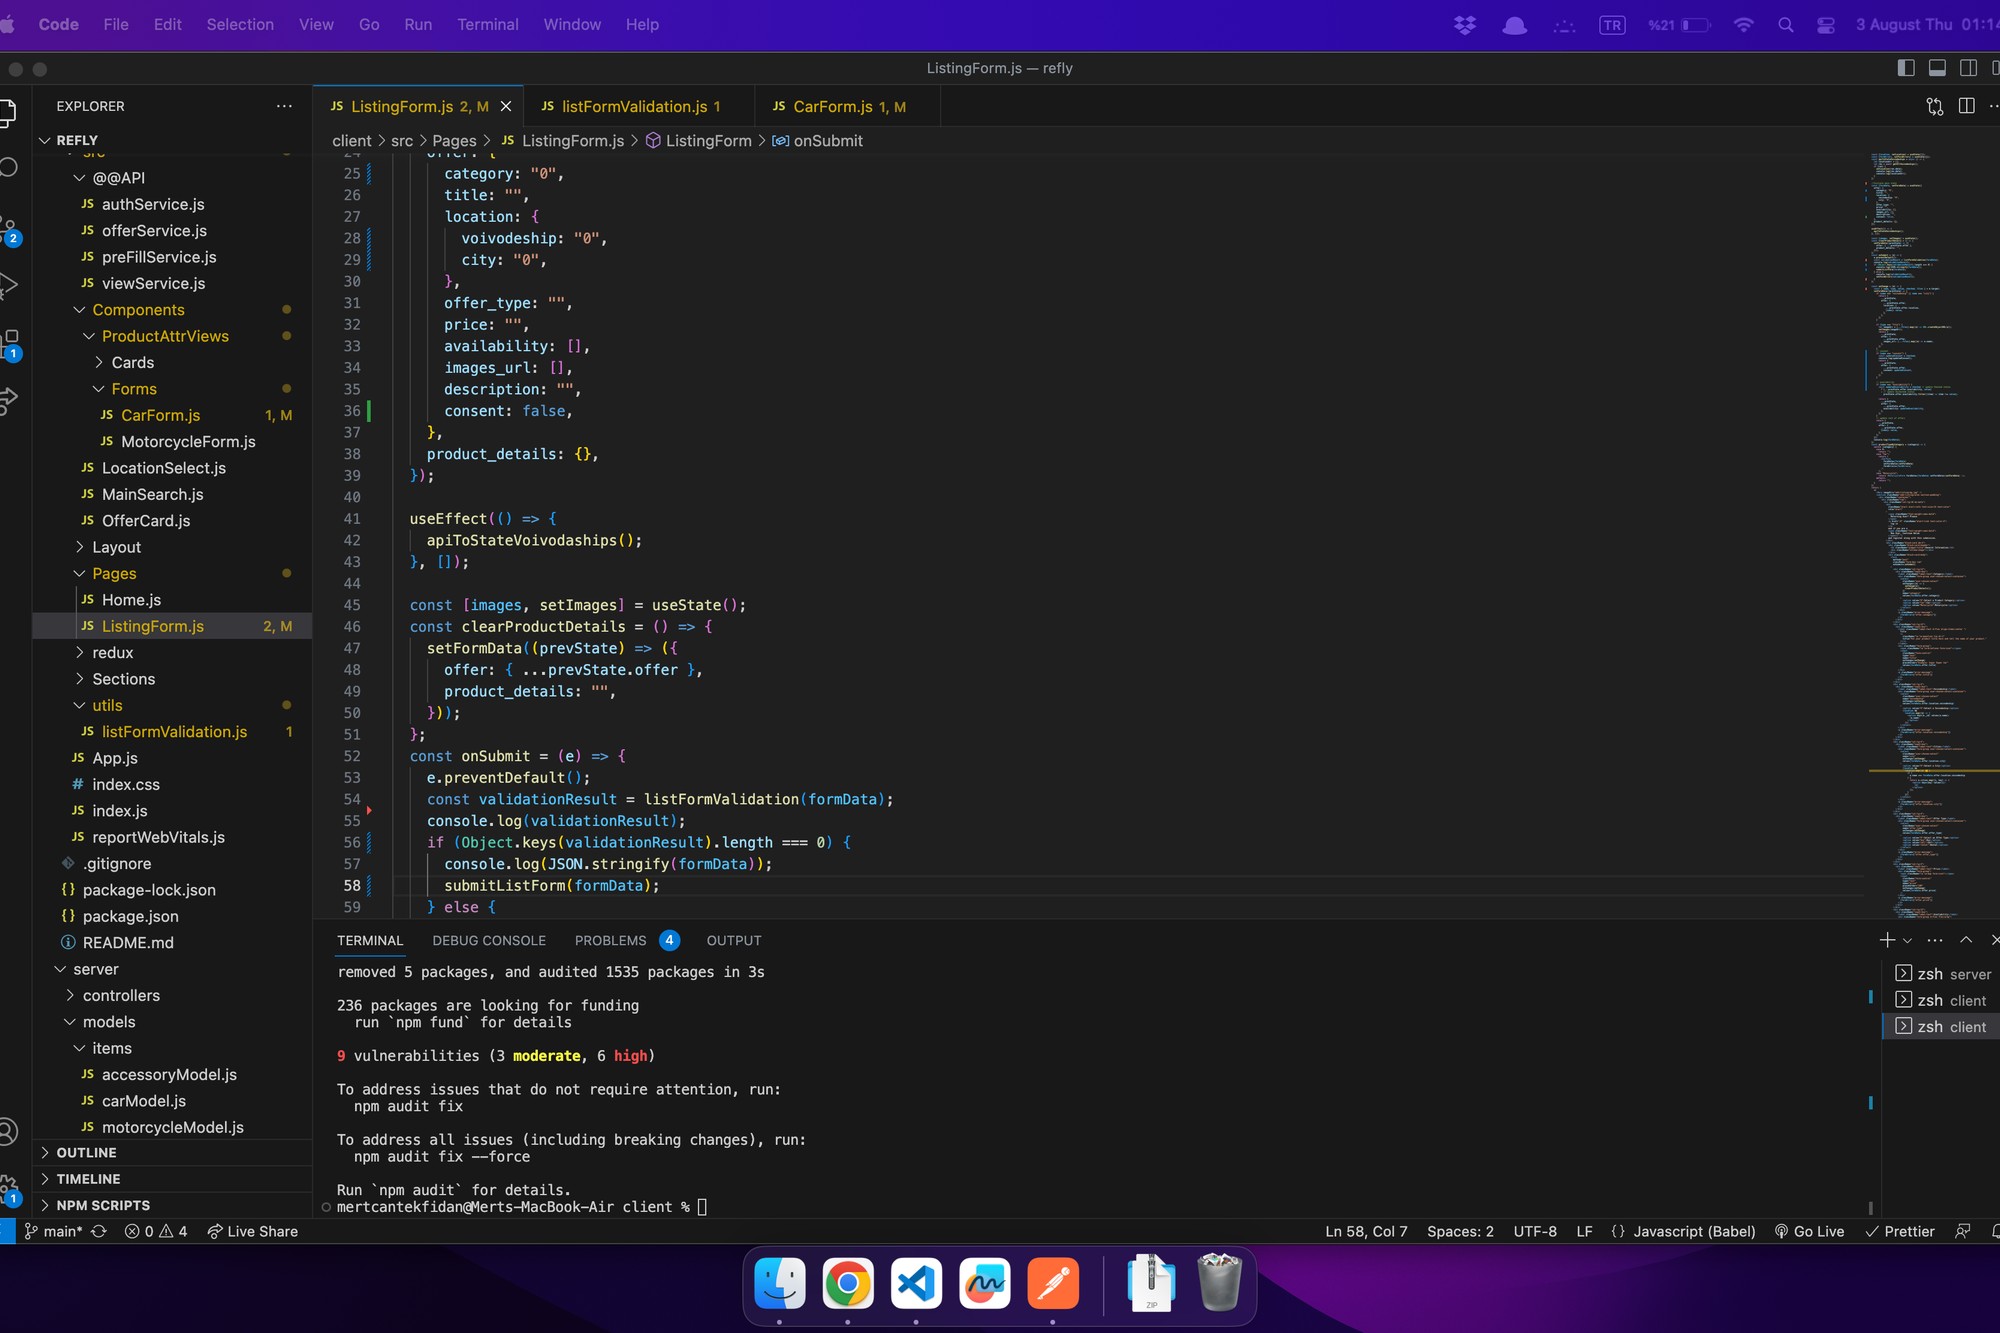 Code File Edit Selection View Go Run Terminal Window Help TR %21 3 August Thu 01:14
ListingForm.js — refly
EXPLORER
REFLY
src
@@API
JS authService.js
JS offerService.js
JS preFillService.js
JS viewService.js
Components
ProductAttrViews
Cards
Forms
JS CarForm.js 1, M
JS MotorcycleForm.js
JS LocationSelect.js
JS MainSearch.js
JS OfferCard.js
Layout
Pages
JS Home.js
JS ListingForm.js 2, M
redux
Sections
utils
JS listFormValidation.js 1
JS App.js
# index.css
JS index.js
JS reportWebVitals.js
.gitignore
{} package-lock.json
{} package.json
README.md
server
controllers
models
items
JS accessoryModel.js
JS carModel.js
JS motorcycleModel.js
OUTLINE
TIMELINE
NPM SCRIPTS
2
1
1
JS ListingForm.js 2, M JS listFormValidation.js 1 JS CarForm.js 1, M
client > src > Pages > JS ListingForm.js > ListingForm > onSubmit
24 offer: {
25 category: "0",
26 title: "",
27 location: {
28 voivodeship: "0",
29 city: "0",
30 },
31 offer_type: "",
32 price: "",
33 availability: [],
34 images_url: [],
35 description: "",
36 consent: false,
37 },
38 product_details: {},
39 });
40
41 useEffect(() => {
42 apiToStateVoivodaships();
43 }, []);
44
45 const [images, setImages] = useState();
46 const clearProductDetails = () => {
47 setFormData((prevState) => ({
48 offer: { ...prevState.offer },
49 product_details: "",
50 }));
51 };
52 const onSubmit = (e) => {
53 e.preventDefault();
54 const validationResult = listFormValidation(formData);
55 console.log(validationResult);
56 if (Object.keys(validationResult).length === 0) {
57 console.log(JSON.stringify(formData));
58 submitListForm(formData);
59 } else {
TERMINAL DEBUG CONSOLE PROBLEMS 4 OUTPUT
removed 5 packages, and audited 1535 packages in 3s
236 packages are looking for funding
run `npm fund` for details
9 vulnerabilities (3 moderate, 6 high)
To address issues that do not require attention, run:
npm audit fix
To address all issues (including breaking changes), run:
npm audit fix --force
Run `npm audit` for details.
mertcantekfidan@Merts-MacBook-Air client %
zsh server
zsh client
zsh client
main* 0 4 Live Share Ln 58, Col 7 Spaces: 2 UTF-8 LF {} Javascript (Babel) Go Live Prettier
ZIP